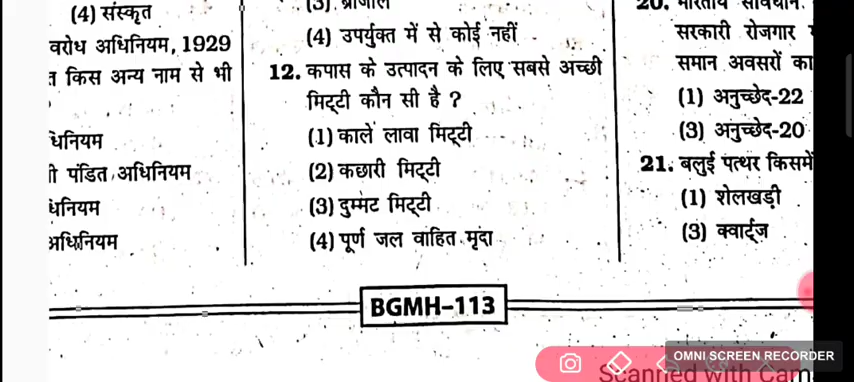 (4) संस्कृत
वरोध अधिनियम, 1929
किस अन्य नाम से भी
धिनियम
पंडित अधिनियम
धिनियम
अधिनियम
(4) उपर्युक्त में से कोई नहीं
12. कपास के उत्पादन के लिए सबसे अच्छी
मिट्टी कौन सी है ?
(1) काले लावा मिट्टी
(2) कछारी मिट्टी
(3) दुम्मट मिट्टी
(4) पूर्ण जल वाहित मृदा
सरकारी रोजगार
समान अवसरों का
(1) अनुच्छेद-22
(3) अनुच्छेद-20
21. बलुई पत्थर किसमें
(1) शेलखड़ी
(3) क्वार्ट्ज
BGMH-113
OMNI SCREEN RECORDER
Scanned with Cam